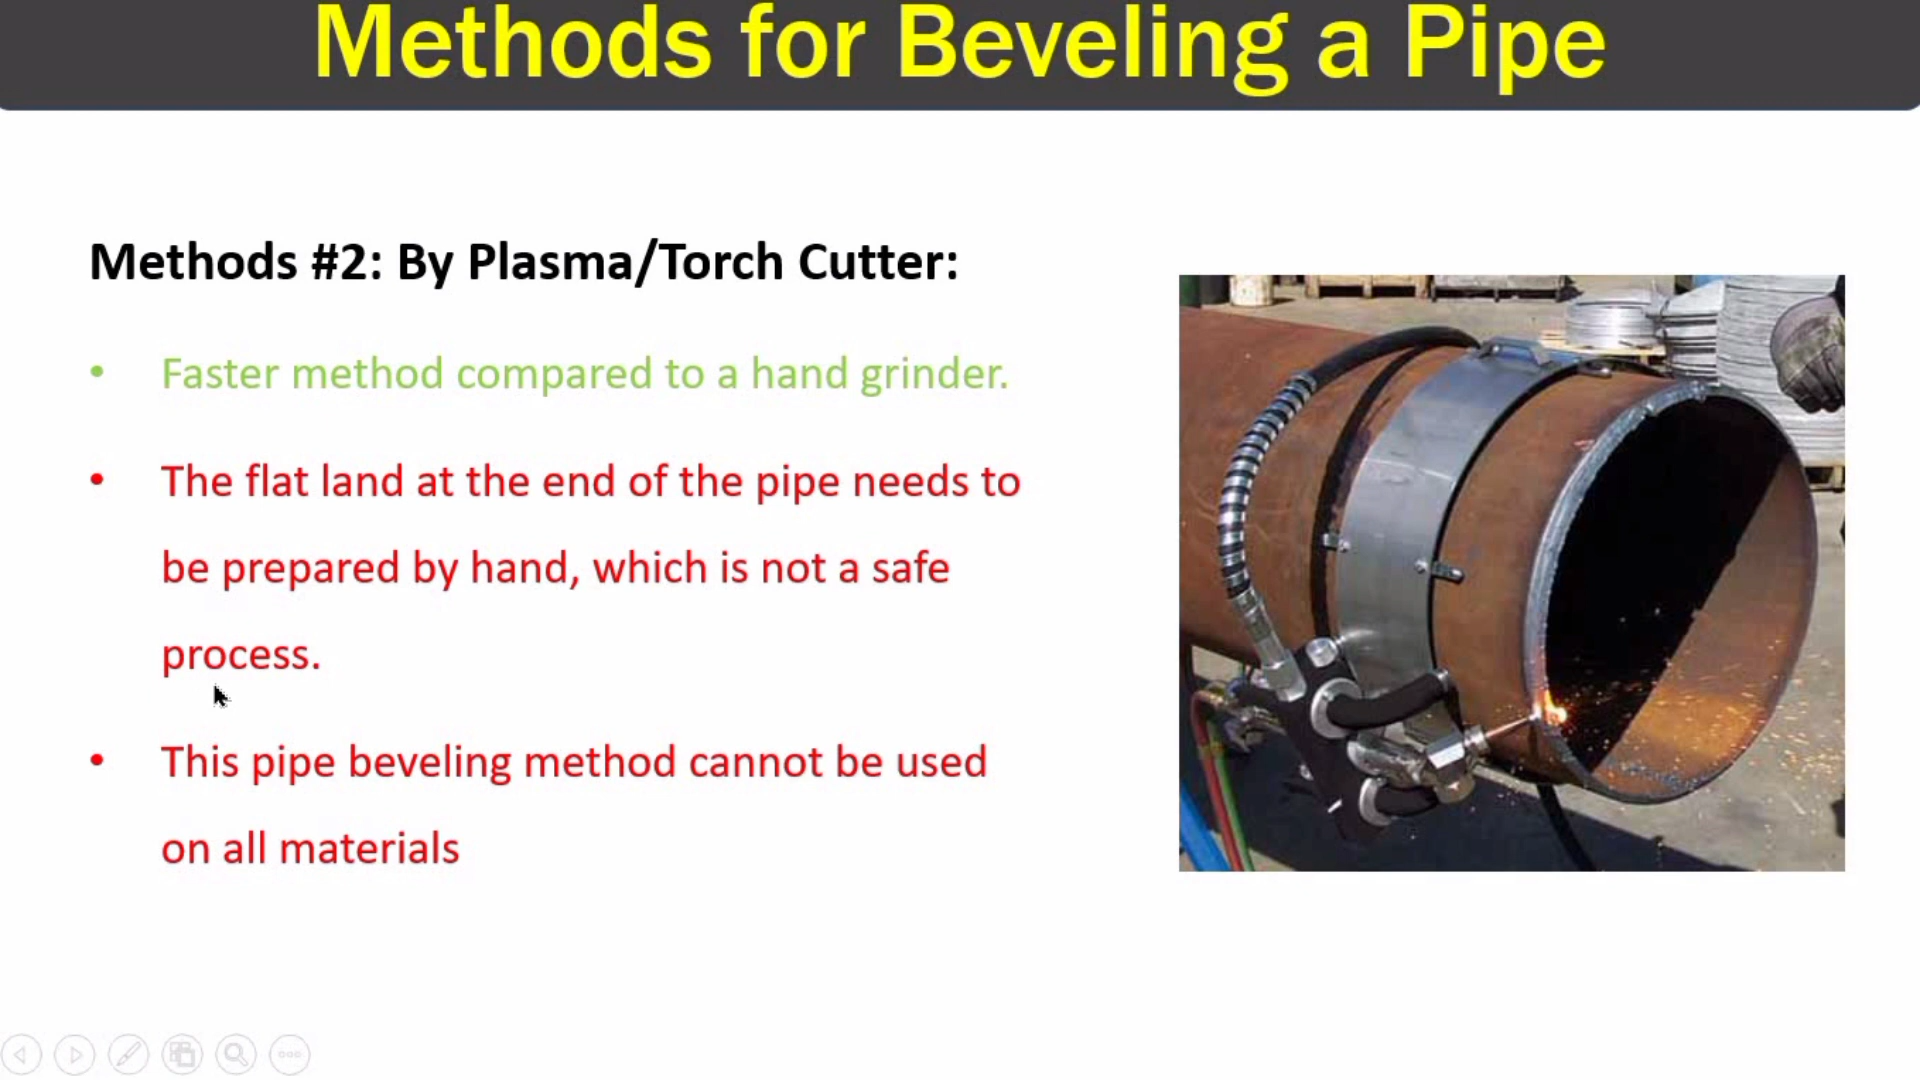 Methods for Beveling a Pipe
Methods #2: By Plasma/Torch Cutter:
• Faster method compared to a hand grinder.
• The flat land at the end of the pipe needs to
be prepared by hand, which is not a safe
process.
• This pipe beveling method cannot be used
on all materials